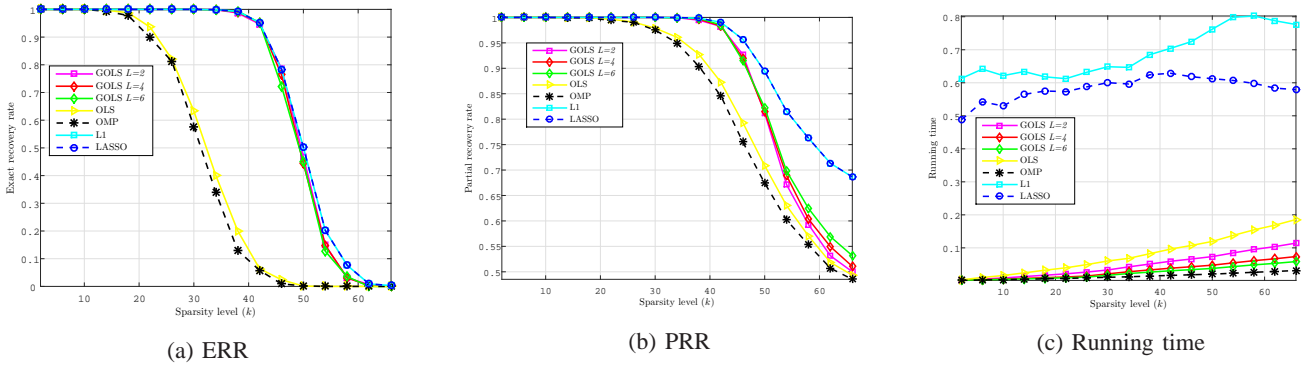 1
0.9
0.8
0.7
0.6
0.5
0.4
0.3
0.2
0.1
0
Exact recovery rate
GOLS L=2
GOLS L=4
GOLS L=6
OLS
OMP
L1
LASSO
10 20 30 40 50 60
Sparsity level (k)
(a) ERR
1
0.95
0.9
0.85
0.8
0.75
0.7
0.65
0.6
0.55
0.5
Partial recovery rate
GOLS L=2
GOLS L=4
GOLS L=6
OLS
OMP
L1
LASSO
10 20 30 40 50 60
Sparsity level (k)
(b) PRR
0.8
0.7
0.6
0.5
0.4
0.3
0.2
0.1
0
Running time
GOLS L=2
GOLS L=4
GOLS L=6
OLS
OMP
L1
LASSO
10 20 30 40 50 60
Sparsity level (k)
(c) Running time